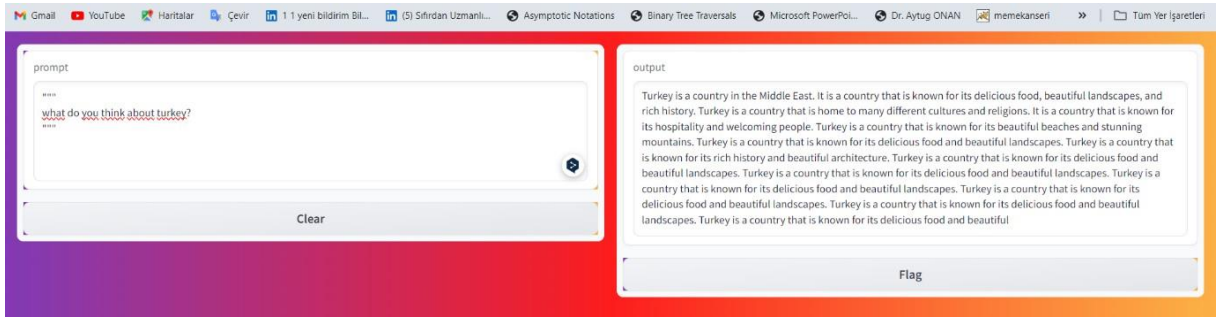 Gmail YouTube Haritalar Çevir 1 1 yeni bildirim Bil... (5) Sıfırdan Uzmanlı... Asymptotic Notations Binary Tree Traversals Microsoft PowerPoi... Dr. Aytug ONAN memekanseri » Tüm Yer İşaretleri
prompt
"""
what do you think about turkey?
"""
Clear
output
Turkey is a country in the Middle East. It is a country that is known for its delicious food, beautiful landscapes, and
rich history. Turkey is a country that is home to many different cultures and religions. It is a country that is known for
its hospitality and welcoming people. Turkey is a country that is known for its beautiful beaches and stunning
mountains. Turkey is a country that is known for its delicious food and beautiful landscapes. Turkey is a country that
is known for its rich history and beautiful architecture. Turkey is a country that is known for its delicious food and
beautiful landscapes. Turkey is a country that is known for its delicious food and beautiful landscapes. Turkey is a
country that is known for its delicious food and beautiful landscapes. Turkey is a country that is known for its
delicious food and beautiful landscapes. Turkey is a country that is known for its delicious food and beautiful
landscapes. Turkey is a country that is known for its delicious food and beautiful
Flag